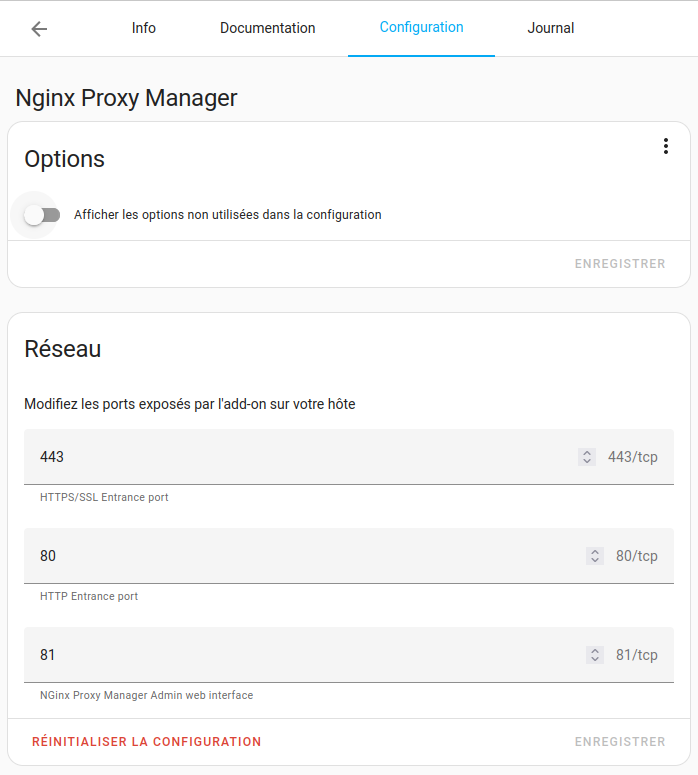 Info Documentation Configuration Journal
Nginx Proxy Manager
Options
Afficher les options non utilisées dans la configuration
ENREGISTRER
Réseau
Modifiez les ports exposés par l'add-on sur votre hôte
443 443/tcp
HTTPS/SSL Entrance port
80 80/tcp
HTTP Entrance port
81 81/tcp
NGinx Proxy Manager Admin web interface
RÉINITIALISER LA CONFIGURATION ENREGISTRER